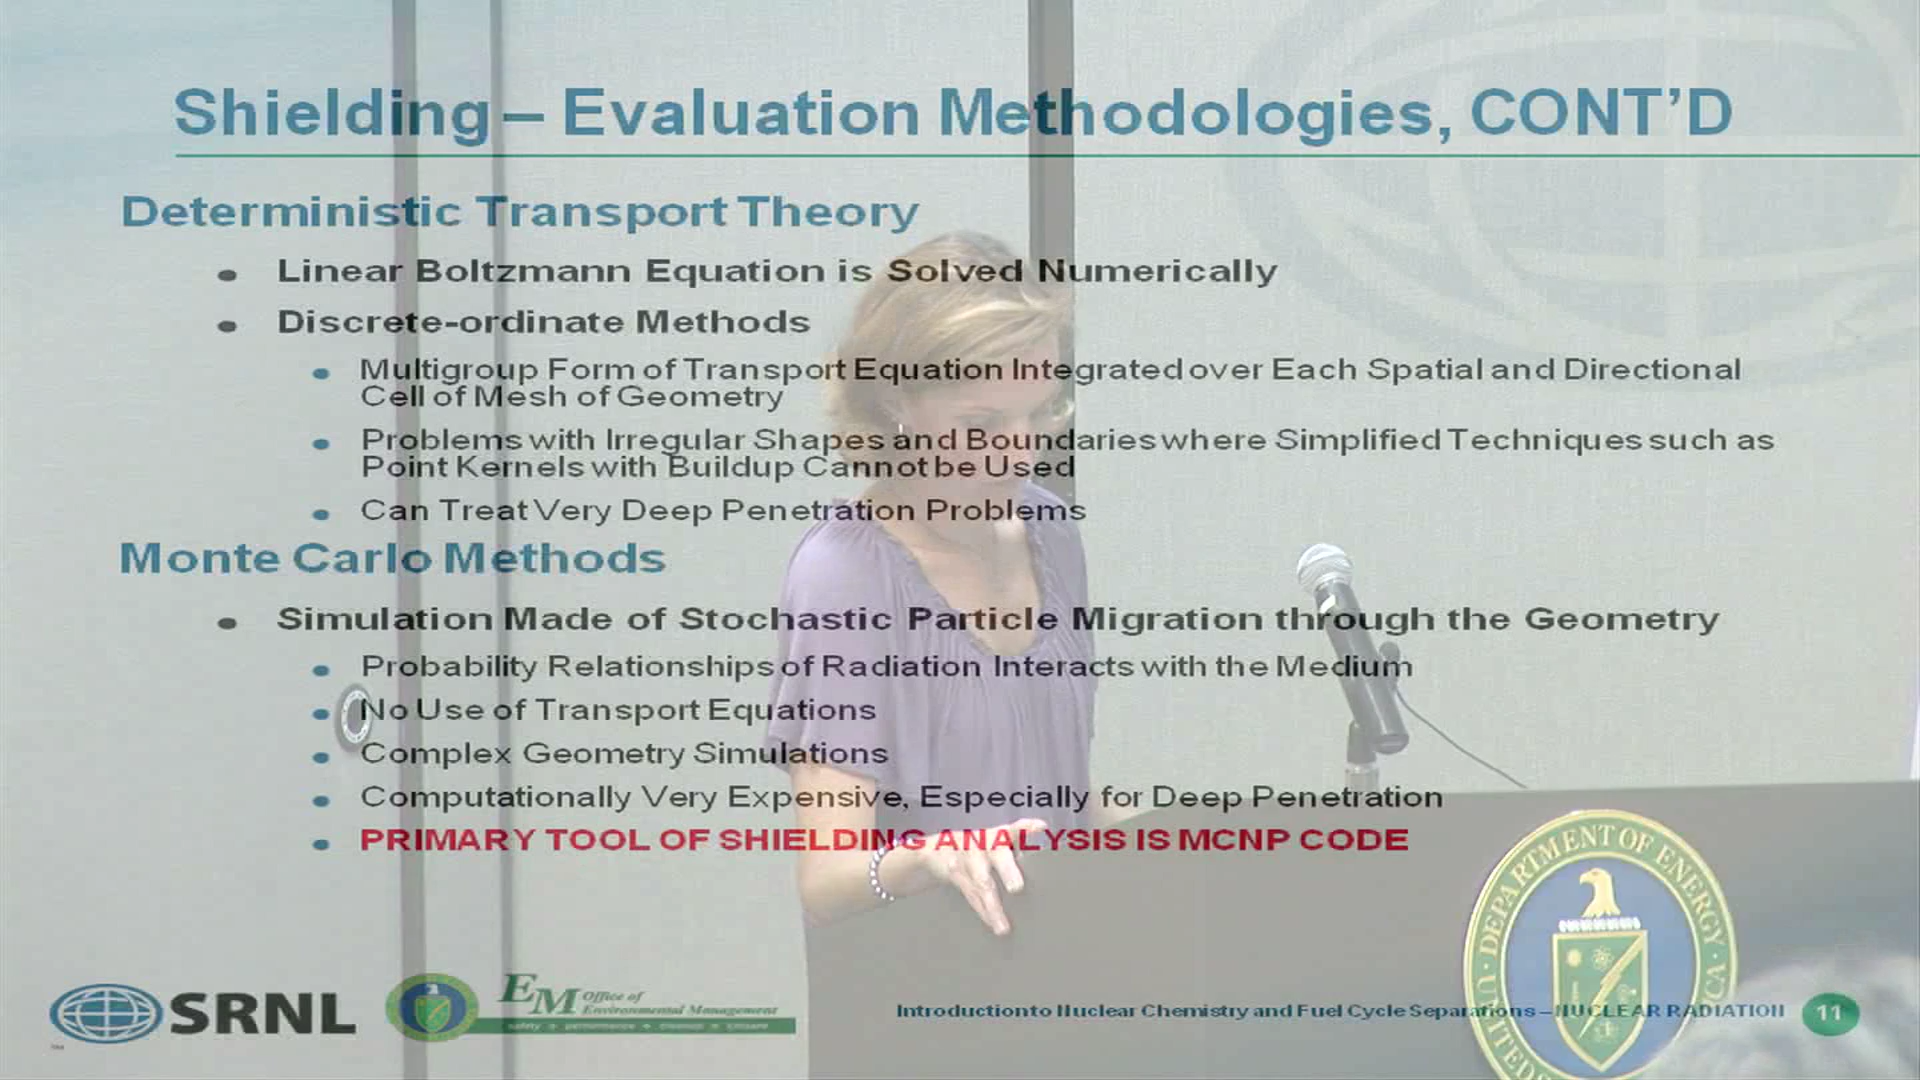 Shielding – Evaluation Methodologies, CONT’D
Deterministic Transport Theory
Linear Boltzmann Equation is Solved Numerically
Discrete-ordinate Methods
Multigroup Form of Transport Equation Integrated over Each Spatial and Directional
Cell of Mesh of Geometry
Problems with Irregular Shapes and Boundaries where Simplified Techniques such as
Point Kernels with Buildup Cannot be Used
Can Treat Very Deep Penetration Problems
Monte Carlo Methods
Simulation Made of Stochastic Particle Migration through the Geometry
Probability Relationships of Radiation Interacts with the Medium
No Use of Transport Equations
Complex Geometry Simulations
Computationally Very Expensive, Especially for Deep Penetration
PRIMARY TOOL OF SHIELDING ANALYSIS IS MCNP CODE
DEPARTMENT OF ENERGY
SRNL
EM Office of
Environmental Management
safety performance cleanup closure
Introduction to Nuclear Chemistry and Fuel Cycle Separations – NUCLEAR RADIATION
11